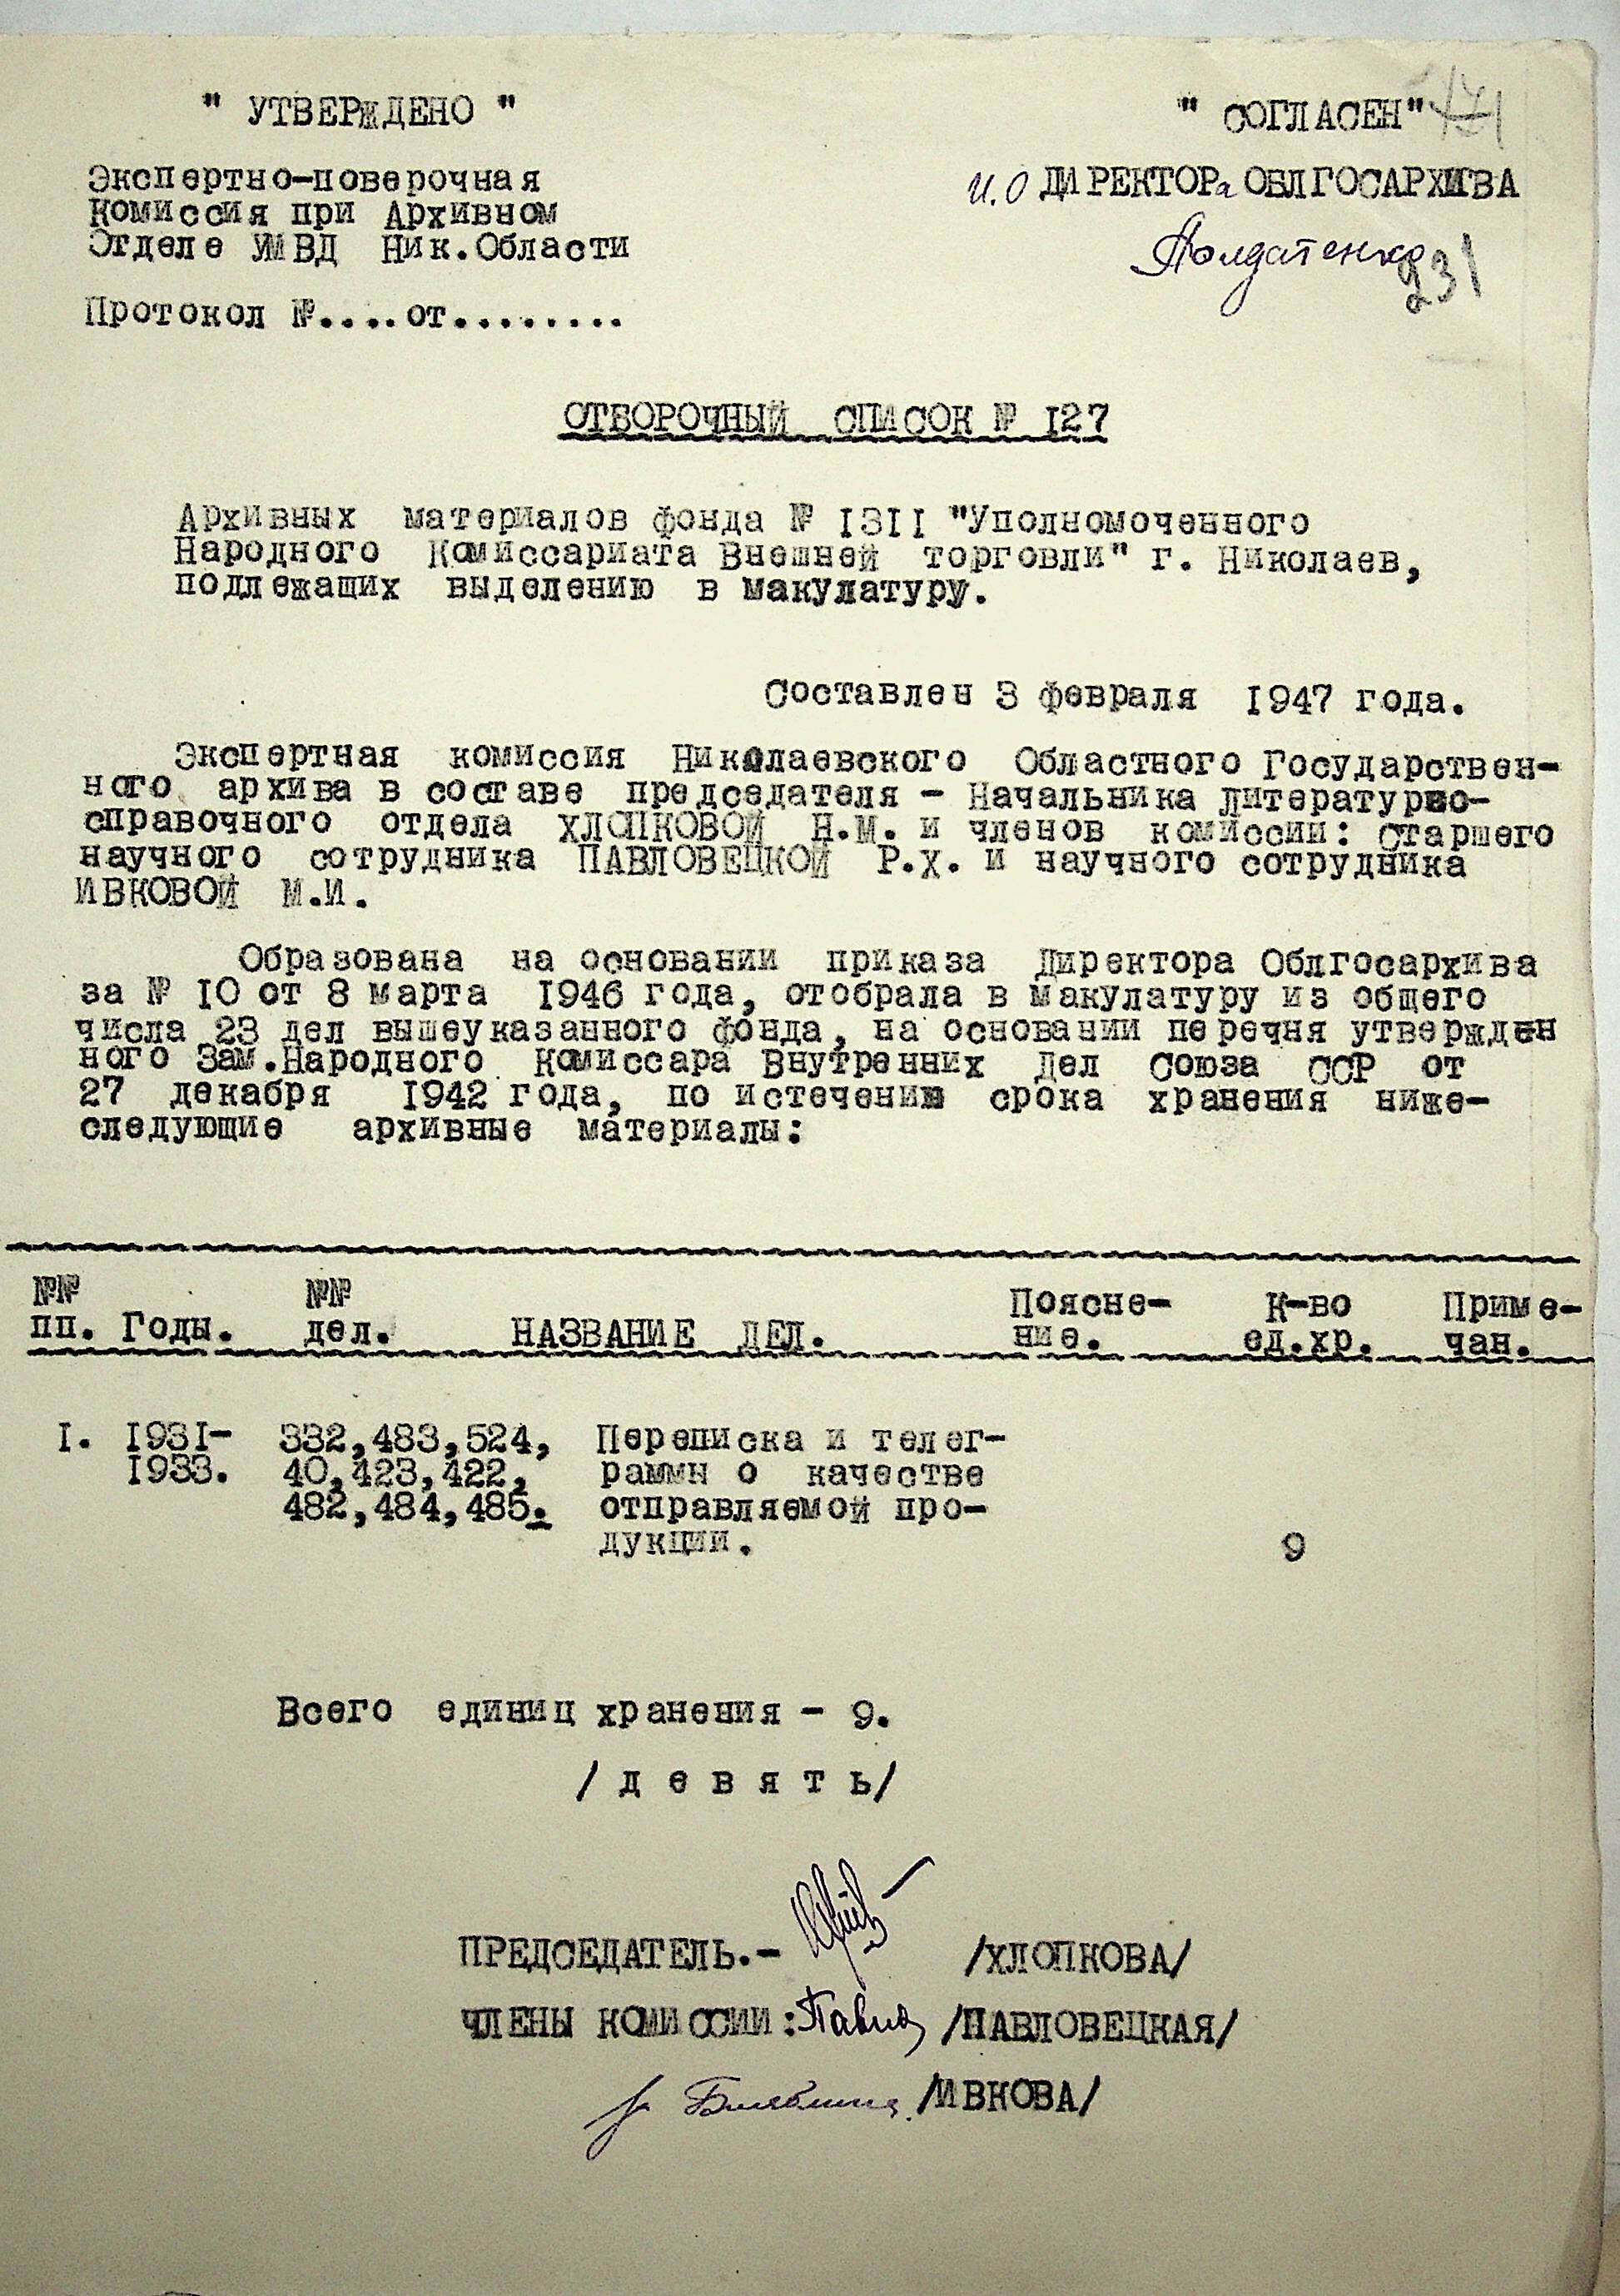 " УТВЕРЖДЕНО "
" СОГЛАСЕН"
Экспертно-поверочная
Комиссия при Архивном
Отделе УМВД Ник.Области
Протокол №....от........
И.О ДИРЕКТОРа ОБЛГОСАРХИВА
231
ОТБОРОЧНЫЙ СПИСОК № 127
Архивных материалов фонда № 1311 "Уполномоченного
Народного Комиссариата Внешней торговли" г. Николаев,
подлежащих выделению в макулатуру.
Составлен 3 февраля 1947 года.
Экспертная комиссия Николаевского Областного Государствен-
ного архива в составе председателя - Начальника литературно-
справочного отдела ХЛОПКОВОЙ Н.М. и членов комиссии: старшего
научного сотрудника ПАВЛОВЕЦКОЙ Р.Х. и научного сотрудника
ИВКОВОЙ М.И.
Образована на основании приказа Директора Облгосархива
за № 10 от 8 марта 1946 года, отобрала в макулатуру из общего
числа 23 дел вышеуказанного фонда, на основании перечня утвержден
ного Зам.Народного Комиссара Внутренних Дел Союза ССР от
27 декабря 1942 года, по истечению срока хранения ниже-
следующие архивные материалы:
№№ пп. Годы. №№ дел. НАЗВАНИЕ ДЕЛ. Поясне-ние. К-во ед.хр. Приме-чан.
1. 1931- 332,483,524, Переписка и телег-
1933. 40,423,422, раммы о качестве
482,484,485. отправляемой про-
дукции. 9
Всего единиц хранения - 9.
/ д е в я т ь/
ПРЕДСЕДАТЕЛЬ.- /ХЛОПКОВА/
ЧЛЕНЫ КОМИССИИ: /ПАВЛОВЕЦКАЯ/
/ИВКОВА/